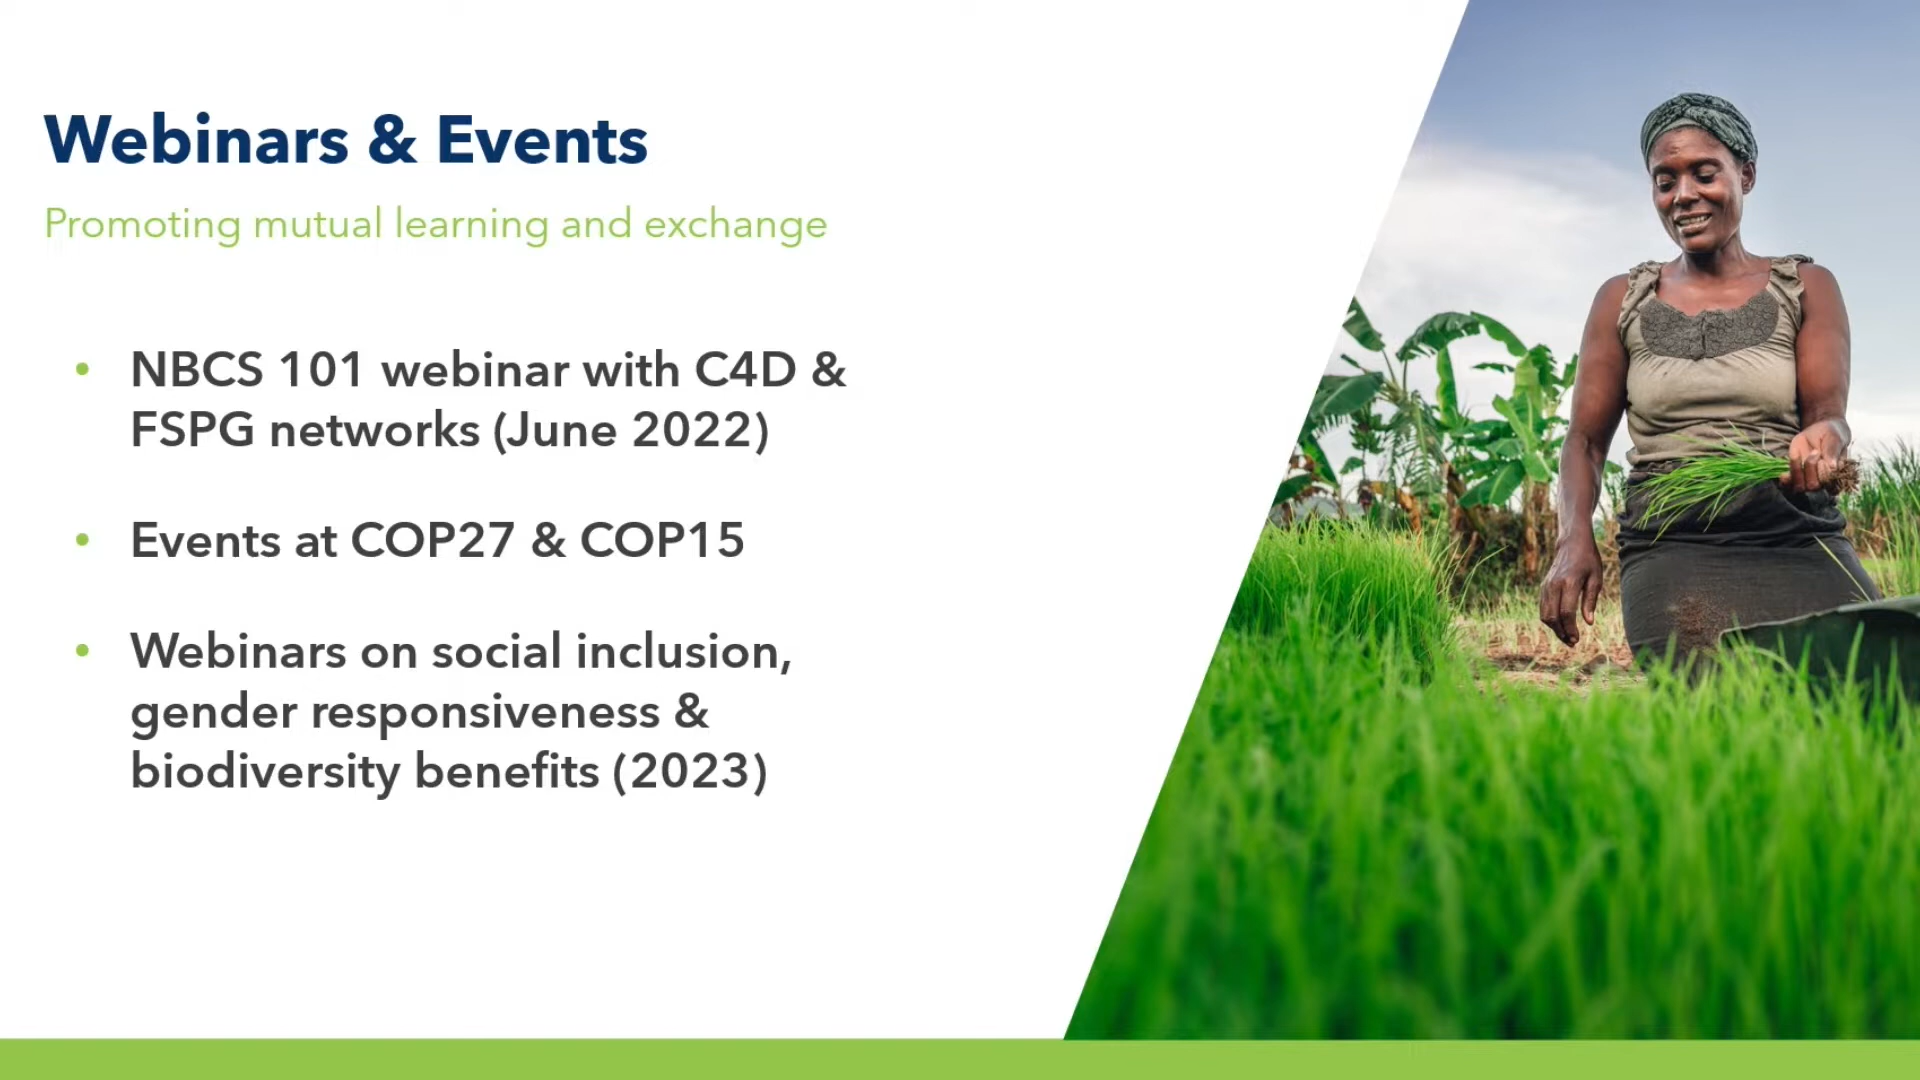 Webinars & Events
Promoting mutual learning and exchange
• NBCS 101 webinar with C4D &
FSPG networks (June 2022)
• Events at COP27 & COP15
• Webinars on social inclusion,
gender responsiveness &
biodiversity benefits (2023)